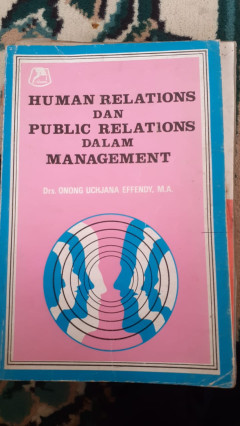 HUMAN RELATIONS
DAN
PUBLIC RELATIONS
DALAM
MANAGEMENT
Drs. ONONG UCHJANA EFFENDY, M.A.